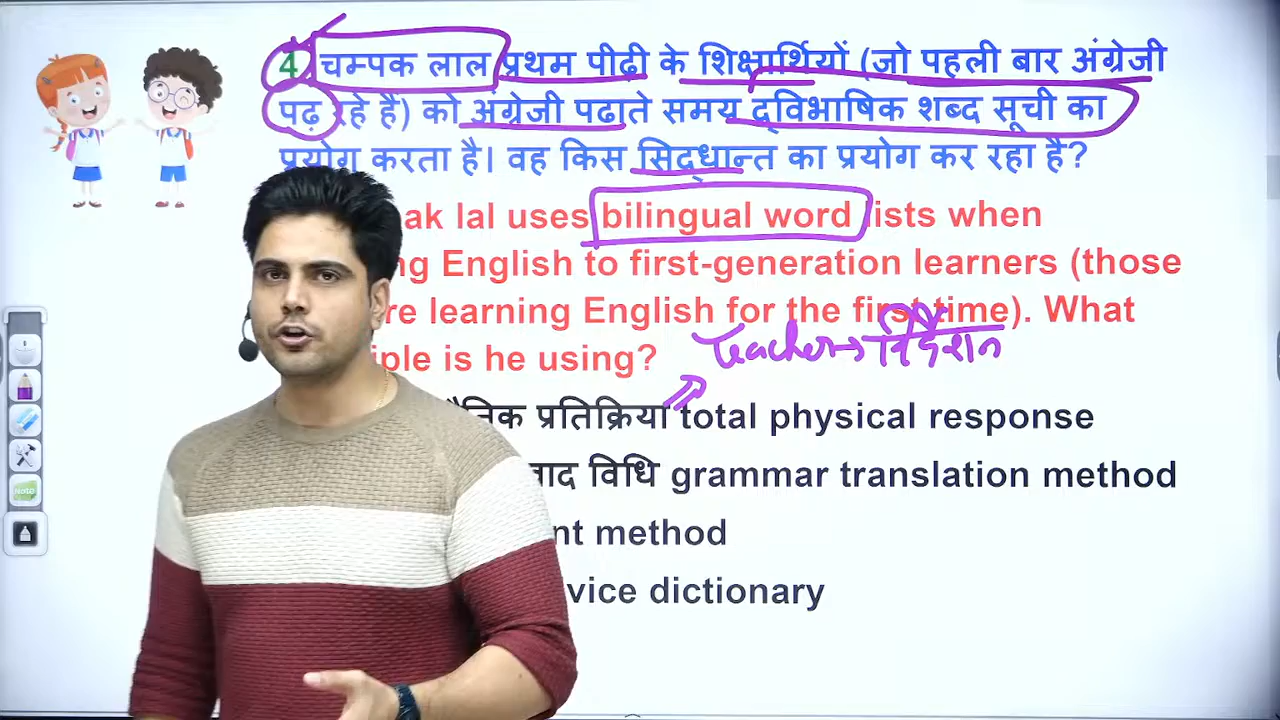 4 चम्पक लाल प्रथम पीढ़ी के शिक्षार्थियों (जो पहली बार अंग्रेजी
पढ़ रहे हैं) को अंग्रेजी पढाते समय द्विभाषिक शब्द सूची का
प्रयोग करता है। वह किस सिद्धान्त का प्रयोग कर रहा है?
ak lal uses bilingual word lists when
ng English to first-generation learners (those
re learning English for the first time). What
iple is he using?
Teacher → निर्देशन
प्रतिक्रिया total physical response
वाद विधि grammar translation method
nt method
vice dictionary
Note